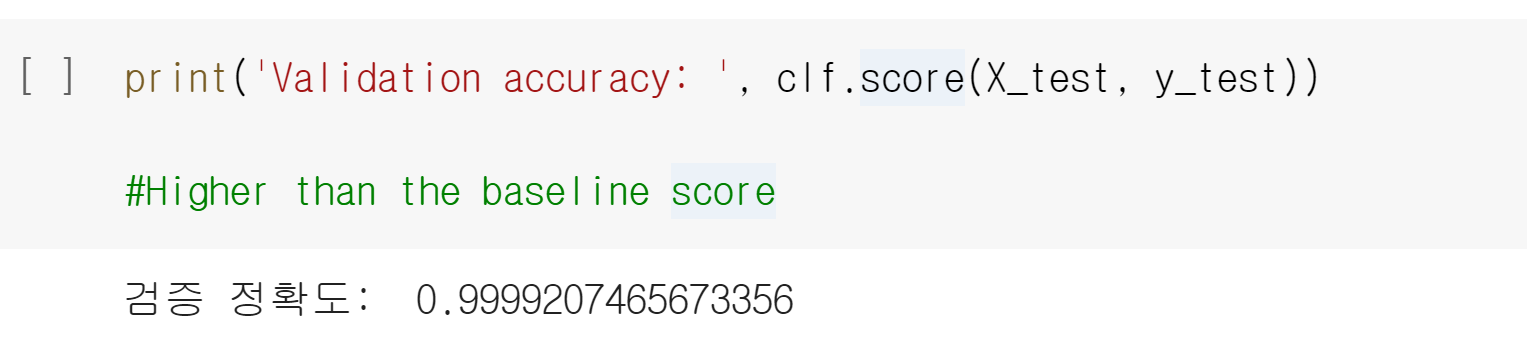 [ ] print('Validation accuracy: ', clf.score(X_test, y_test))
#Higher than the baseline score
검증 정확도: 0.9999207465673356